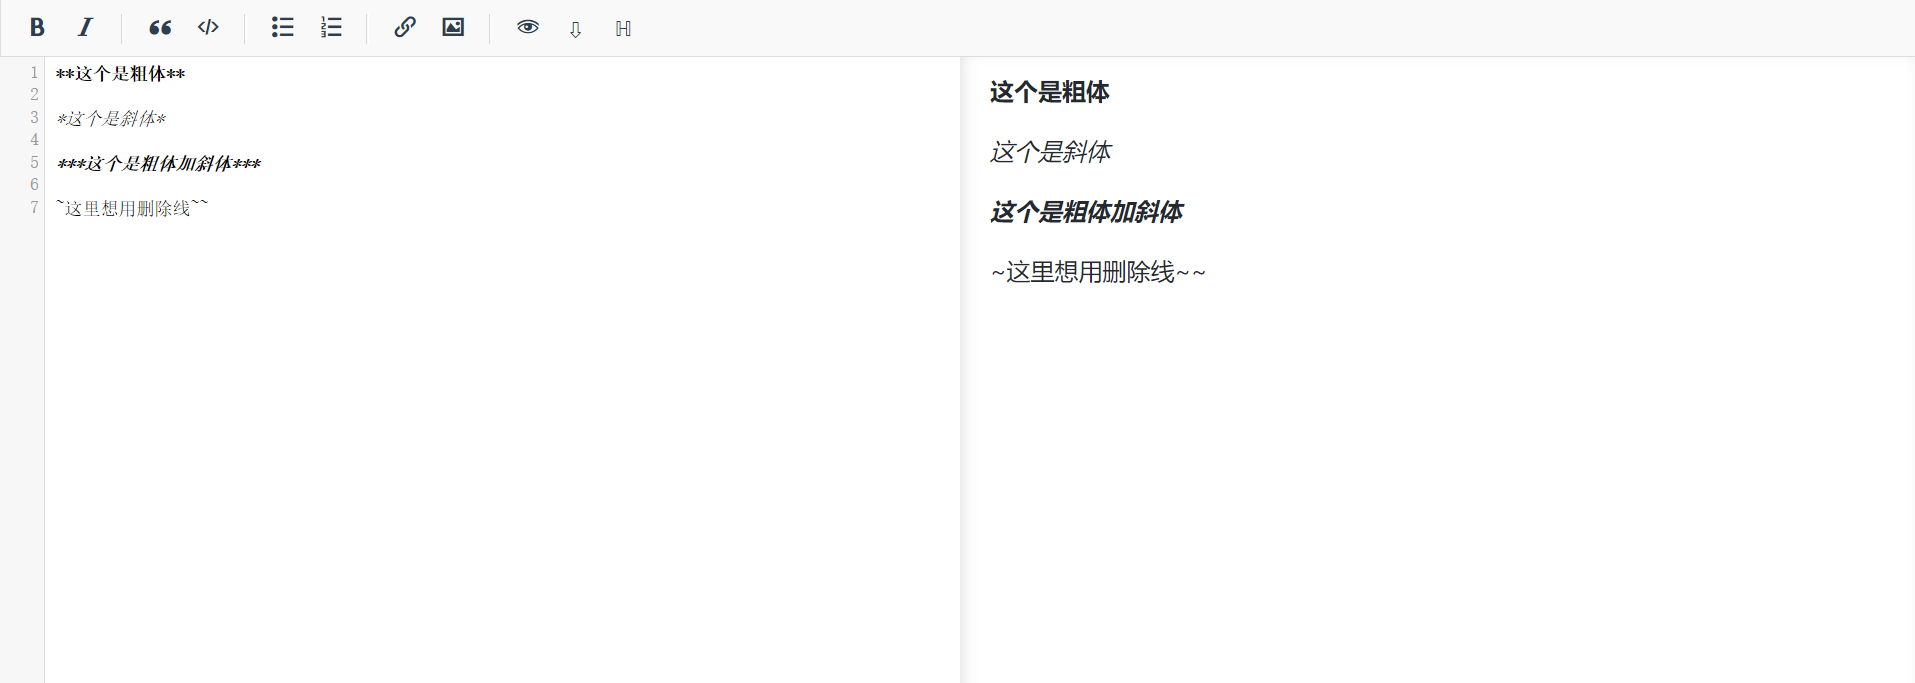 B I
1 **这个是粗体**
2
3 *这个是斜体*
4
5 ***这个是粗体加斜体***
6
7 ~这里想用删除线~~
这个是粗体
这个是斜体
这个是粗体加斜体
~这里想用删除线~~